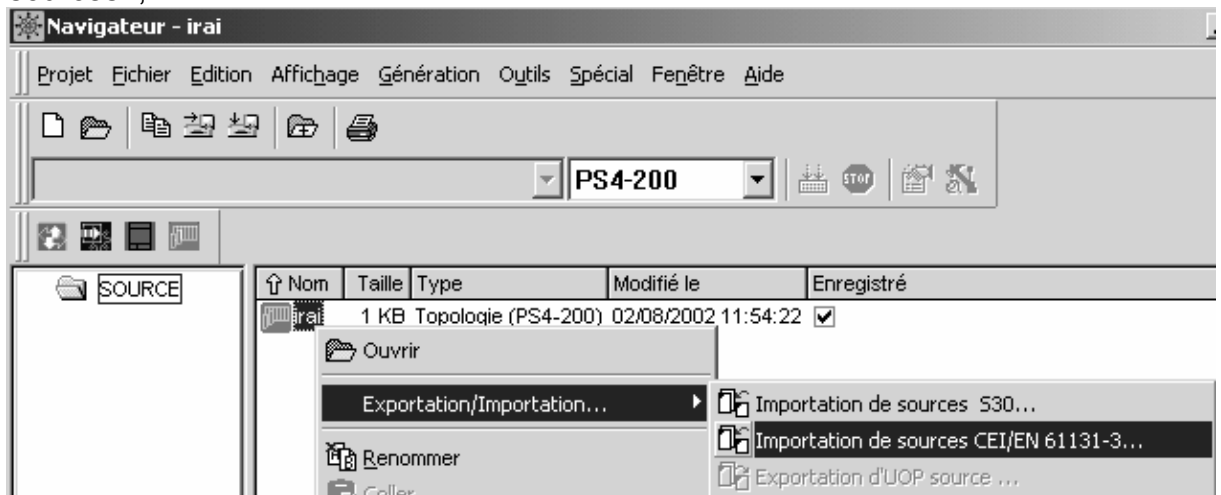 Navigateur - irai
Projet Fichier Edition Affichage Génération Outils Spécial Fenêtre Aide
PS4-200
STOP
SOURCE
Nom Taille Type Modifié le Enregistré
irai 1 KB Topologie (PS4-200) 02/08/2002 11:54:22
Ouvrir
Exportation/Importation...
Importation de sources S30...
Importation de sources CEI/EN 61131-3...
Renommer
Exportation d'UOP source ...
Coller